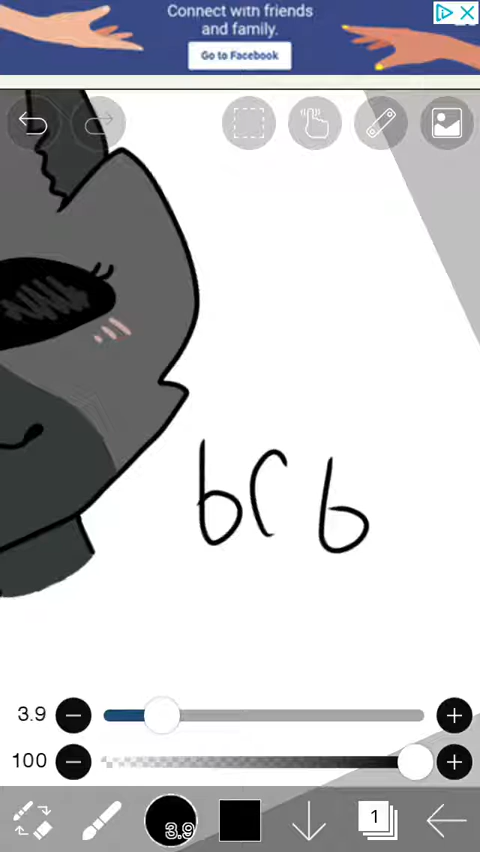 Connect with friends
and family.
Go to Facebook
brb
3.9
100
3.9
1